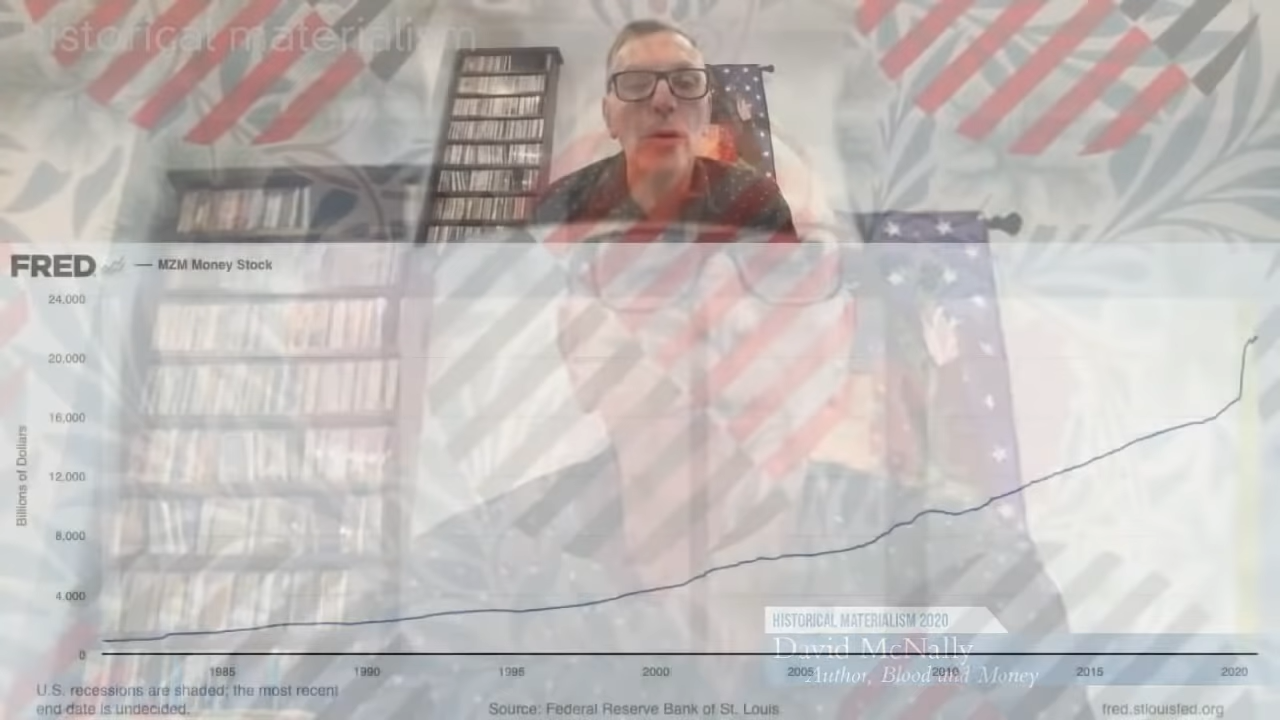 historical materialism
FRED
— MZM Money Stock
24,000
20,000
16,000
12,000
8,000
4,000
0
Billions of Dollars
1985 1990 1995 2000 2005 2010 2015 2020
HISTORICAL MATERIALISM 2020
David McNally
Author, Blood and Money
U.S. recessions are shaded; the most recent
end date is undecided.
Source: Federal Reserve Bank of St. Louis
fred.stlouisfed.org